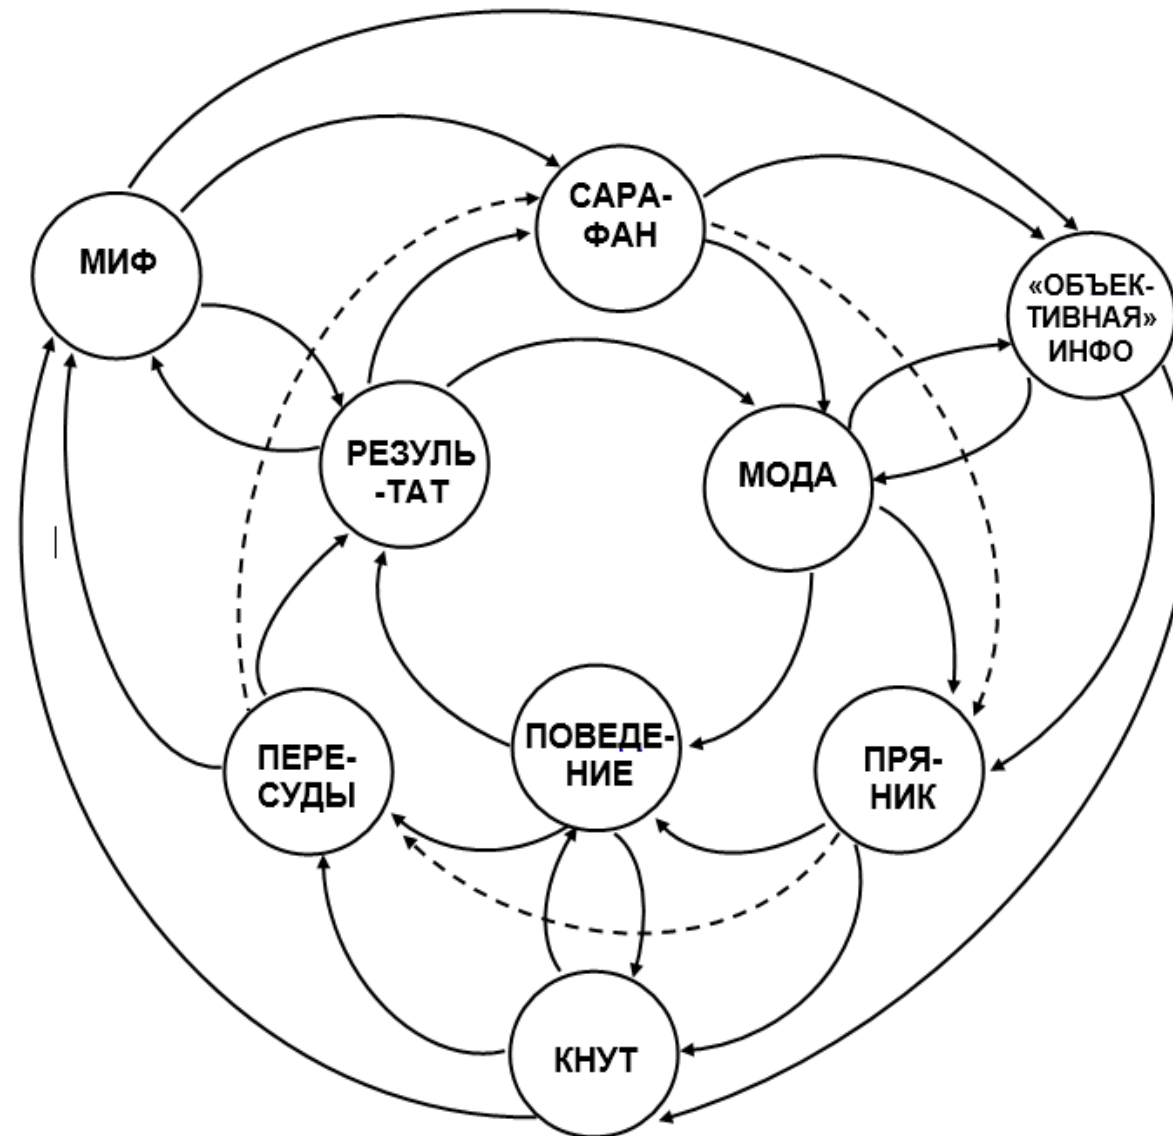 САРА-
ФАН
МИФ
«ОБЪЕК-
ТИВНАЯ»
ИНФО
РЕЗУЛЬ
-ТАТ
МОДА
ПОВЕДЕ-
НИЕ
ПЕРЕ-
СУДЫ
ПРЯ-
НИК
КНУТ